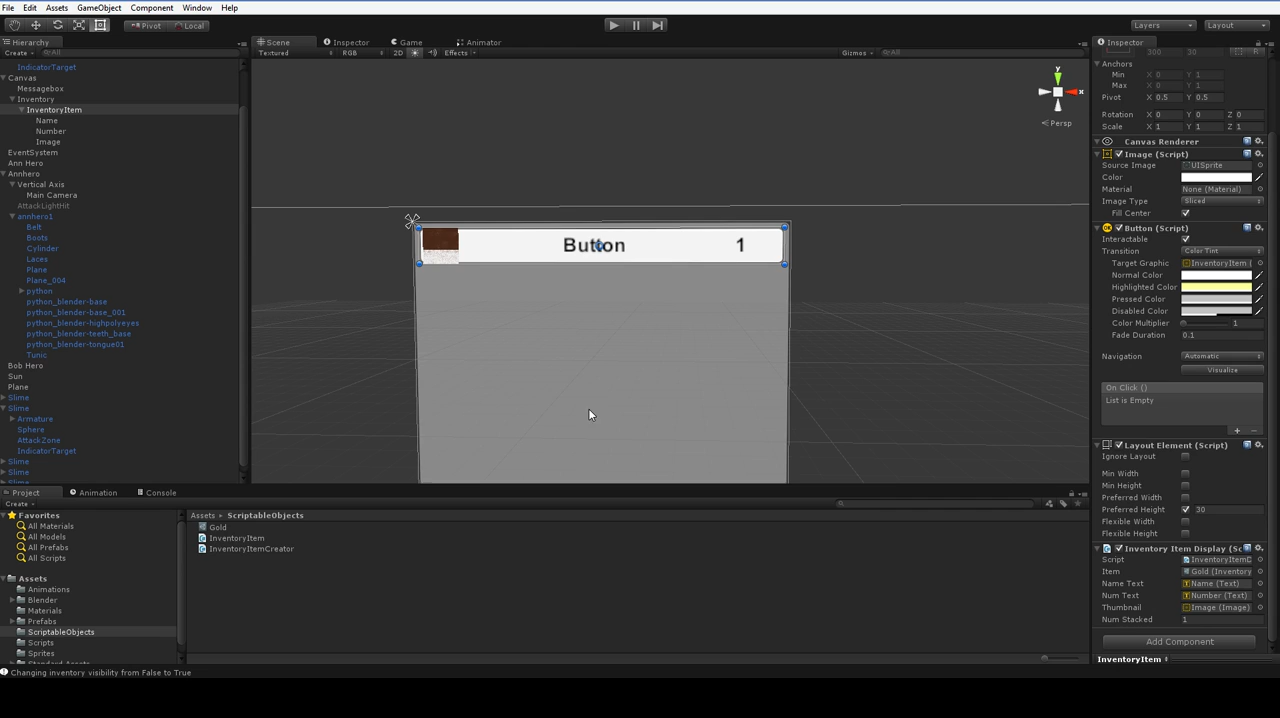 File Edit Assets GameObject Component Window Help
Pivot Local Layers Layout
Hierarchy
Create All
IndicatorTarget
Canvas
Messagebox
Inventory
InventoryItem
Name
Number
Image
EventSystem
Ann Hero
Annhero
Vertical Axis
Main Camera
AttackLightHit
annhero1
Belt
Boots
Cylinder
Laces
Plane
Plane_004
python
python_blender-base
python_blender-base_001
python_blender-highpolyeyes
python_blender-teeth_base
python_blender-tongue01
Tunic
Bob Hero
Sun
Plane
Slime
Slime
Armature
Sphere
AttackZone
IndicatorTarget
Slime
Slime
Slime
Scene Inspector Game Animator
Textured RGB 2D Effects Gizmos All
y
x
Persp
Button 1
Inspector
300 30 R
Anchors
Min X 0 Y 1
Max X 0 Y 1
Pivot X 0.5 Y 0.5
Rotation X 0 Y 0 Z 0
Scale X 1 Y 1 Z 1
Canvas Renderer
Image (Script)
Source Image UISprite
Color
Material None (Material)
Image Type Sliced
Fill Center
Button (Script)
Interactable
Transition Color Tint
Target Graphic InventoryItem (
Normal Color
Highlighted Color
Pressed Color
Disabled Color
Color Multiplier 1
Fade Duration 0.1
Navigation Automatic
Visualize
On Click ()
List is Empty
+ −
Layout Element (Script)
Ignore Layout
Min Width
Min Height
Preferred Width
Preferred Height 30
Flexible Width
Flexible Height
Inventory Item Display (Sc
Script InventoryItemD
Item Gold (Inventory
Name Text Name (Text)
Num Text Number (Text)
Thumbnail Image (Image)
Num Stacked 1
Add Component
InventoryItem
Project Animation Console
Create
Favorites
All Materials
All Models
All Prefabs
All Scripts
Assets
Animations
Blender
Materials
Prefabs
ScriptableObjects
Scripts
Sprites
Standard Assets
Assets ScriptableObjects
Gold
InventoryItem
InventoryItemCreator
Changing inventory visibility from False to True